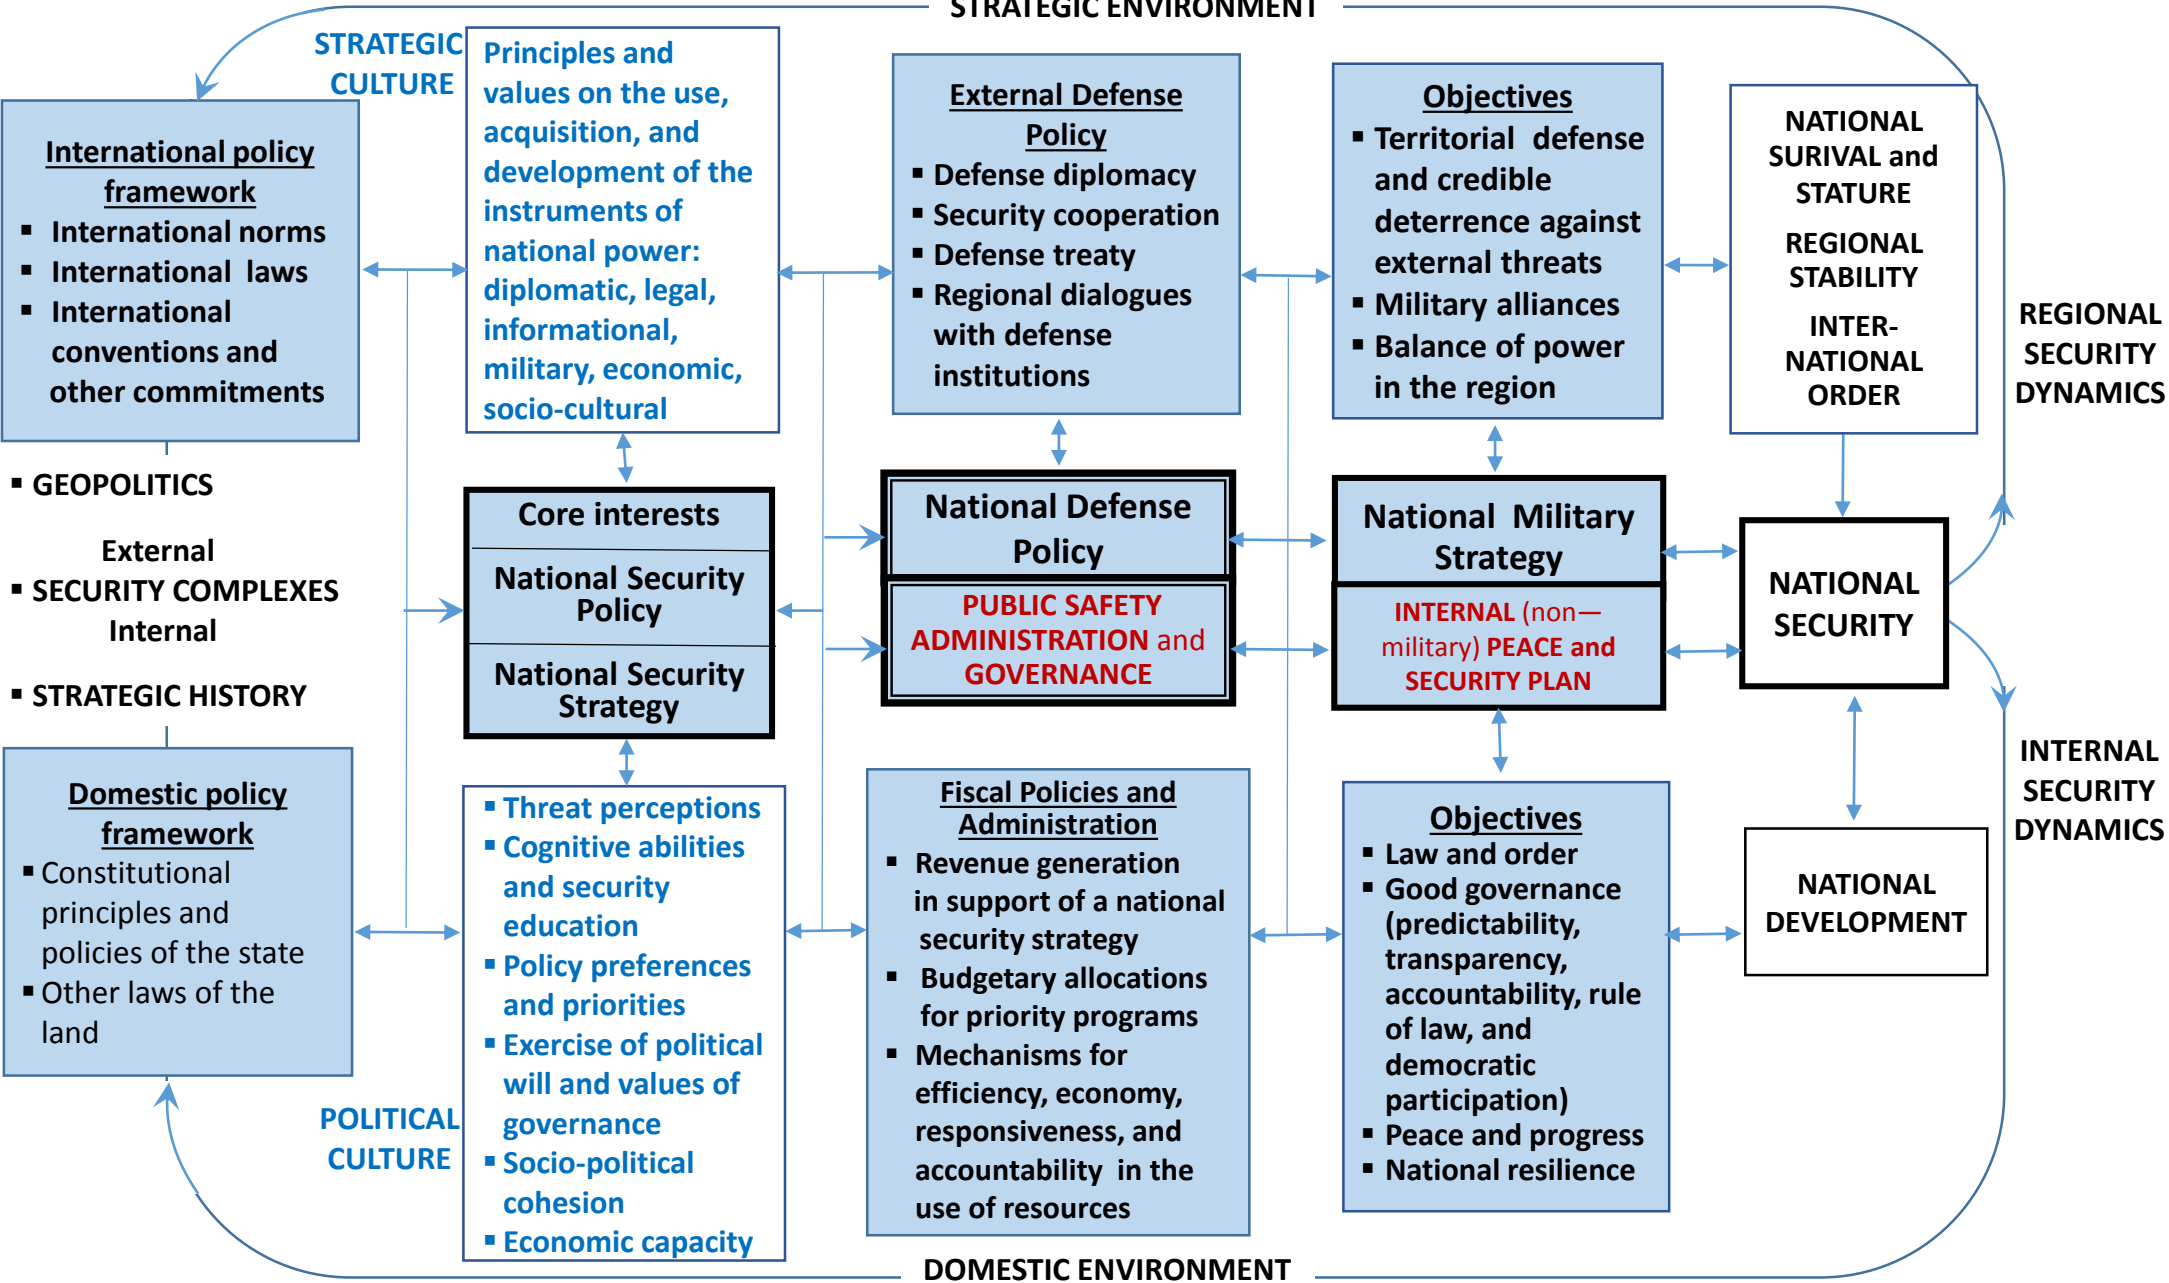 STRATEGIC ENVIRONMENT
STRATEGIC
CULTURE
International policy
framework
▪ International norms
▪ International laws
▪ International
conventions and
other commitments
Principles and
values on the use,
acquisition, and
development of the
instruments of
national power:
diplomatic, legal,
informational,
military, economic,
socio-cultural
External Defense
Policy
▪ Defense diplomacy
▪ Security cooperation
▪ Defense treaty
▪ Regional dialogues
with defense
institutions
Objectives
▪ Territorial defense
and credible
deterrence against
external threats
▪ Military alliances
▪ Balance of power
in the region
NATIONAL
SURIVAL and
STATURE
REGIONAL
STABILITY
INTER-
NATIONAL
ORDER
REGIONAL
SECURITY
DYNAMICS
▪ GEOPOLITICS
External
▪ SECURITY COMPLEXES
Internal
▪ STRATEGIC HISTORY
Core interests
National Security
Policy
National Security
Strategy
National Defense
Policy
PUBLIC SAFETY
ADMINISTRATION and
GOVERNANCE
National Military
Strategy
INTERNAL (non—
military) PEACE and
SECURITY PLAN
NATIONAL
SECURITY
INTERNAL
SECURITY
DYNAMICS
Domestic policy
framework
▪ Constitutional
principles and
policies of the state
▪ Other laws of the
land
POLITICAL
CULTURE
▪ Threat perceptions
▪ Cognitive abilities
and security
education
▪ Policy preferences
and priorities
▪ Exercise of political
will and values of
governance
▪ Socio-political
cohesion
▪ Economic capacity
Fiscal Policies and
Administration
▪ Revenue generation
in support of a national
security strategy
▪ Budgetary allocations
for priority programs
▪ Mechanisms for
efficiency, economy,
responsiveness, and
accountability in the
use of resources
Objectives
▪ Law and order
▪ Good governance
(predictability,
transparency,
accountability, rule
of law, and
democratic
participation)
▪ Peace and progress
▪ National resilience
NATIONAL
DEVELOPMENT
DOMESTIC ENVIRONMENT